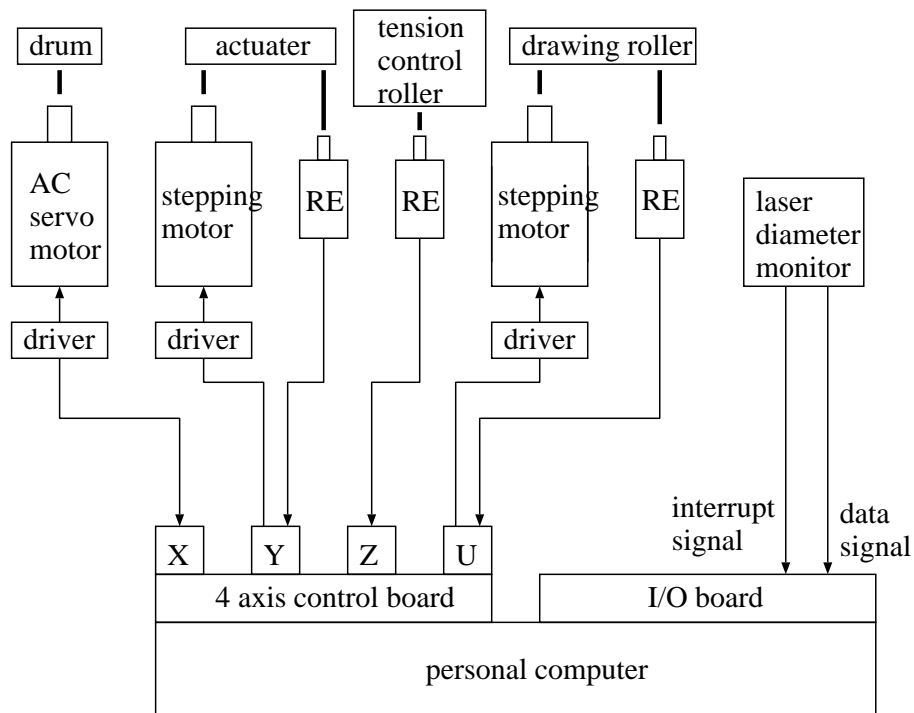 drum
actuater
tension
control
roller
drawing roller
AC
servo
motor
stepping
motor
RE
RE
stepping
motor
RE
laser
diameter
monitor
driver
driver
driver
interrupt
signal
data
signal
X
Y
Z
U
4 axis control board
I/O board
personal computer